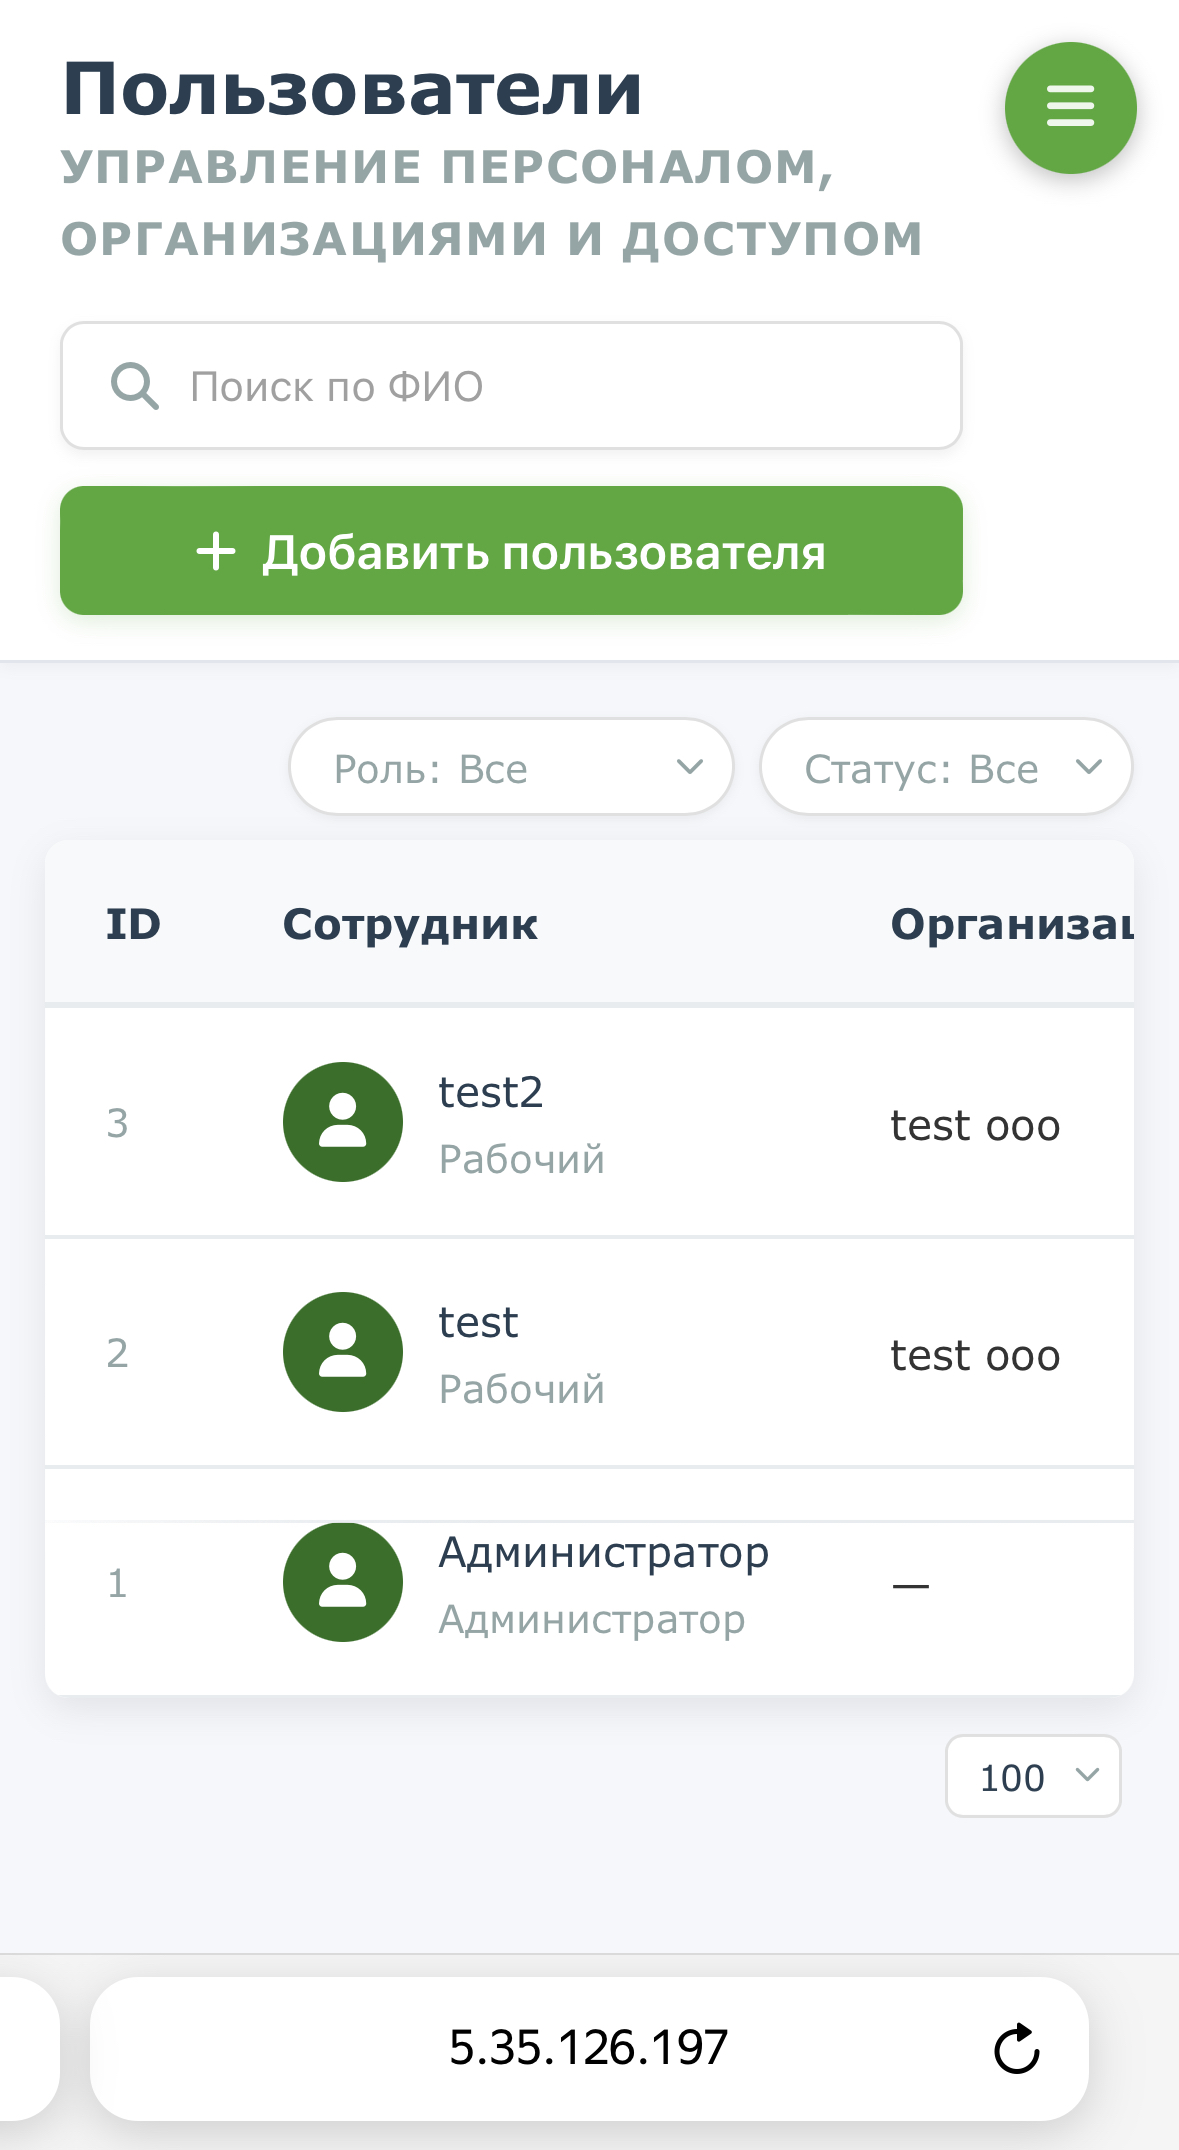 Пользователи
УПРАВЛЕНИЕ ПЕРСОНАЛОМ,
ОРГАНИЗАЦИЯМИ И ДОСТУПОМ
Поиск по ФИО
Добавить пользователя
Роль: Все
Статус: Все
ID
Сотрудник
Организац
3
test2
Рабочий
test ooo
2
test
Рабочий
test ooo
1
Администратор
Администратор
—
100
5.35.126.197